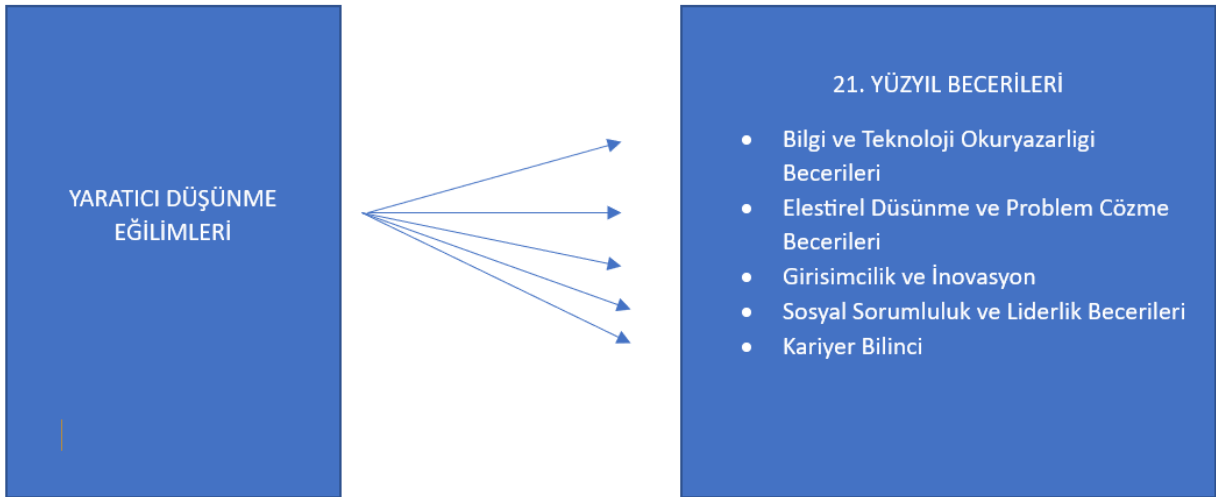 YARATICI DÜŞÜNME
EĞİLİMLERİ
21. YÜZYIL BECERİLERİ
• Bilgi ve Teknoloji Okuryazarligi
Becerileri
• Elestirel Düsünme ve Problem Cözme
Becerileri
• Girisimcilik ve İnovasyon
• Sosyal Sorumluluk ve Liderlik Becerileri
• Kariyer Bilinci